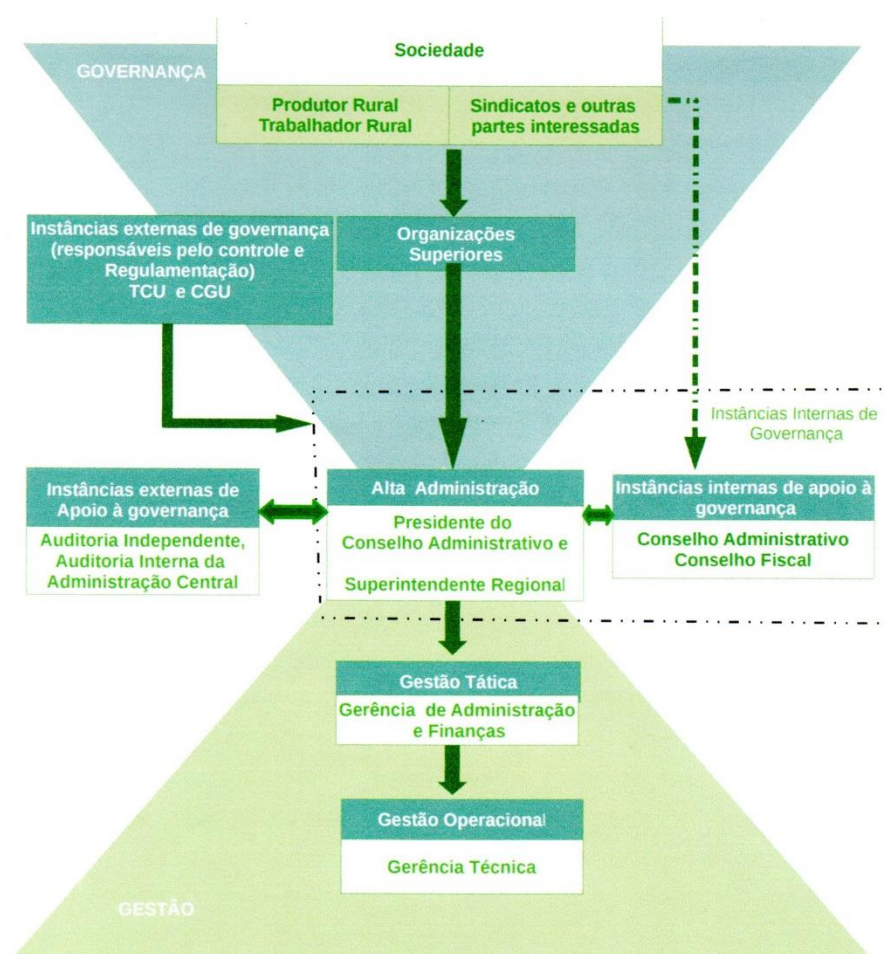 Sociedade
GOVERNANÇA
Produtor Rural
Trabalhador Rural
Sindicatos e outras
partes interessadas
Instâncias externas de governança
(responsáveis pelo controle e
Regulamentação)
TCU e CGU
Organizações
Superiores
Instâncias Internas de
Governança
Instâncias externas de
Apoio à governança
Auditoria Independente,
Auditoria Interna da
Administração Central
Alta Administração
Presidente do
Conselho Administrativo e
Superintendente Regional
Instâncias internas de apoio à
governança
Conselho Administrativo
Conselho Fiscal
Gestão Tática
Gerência de Administração
e Finanças
Gestão Operacional
Gerência Técnica
GESTÃO